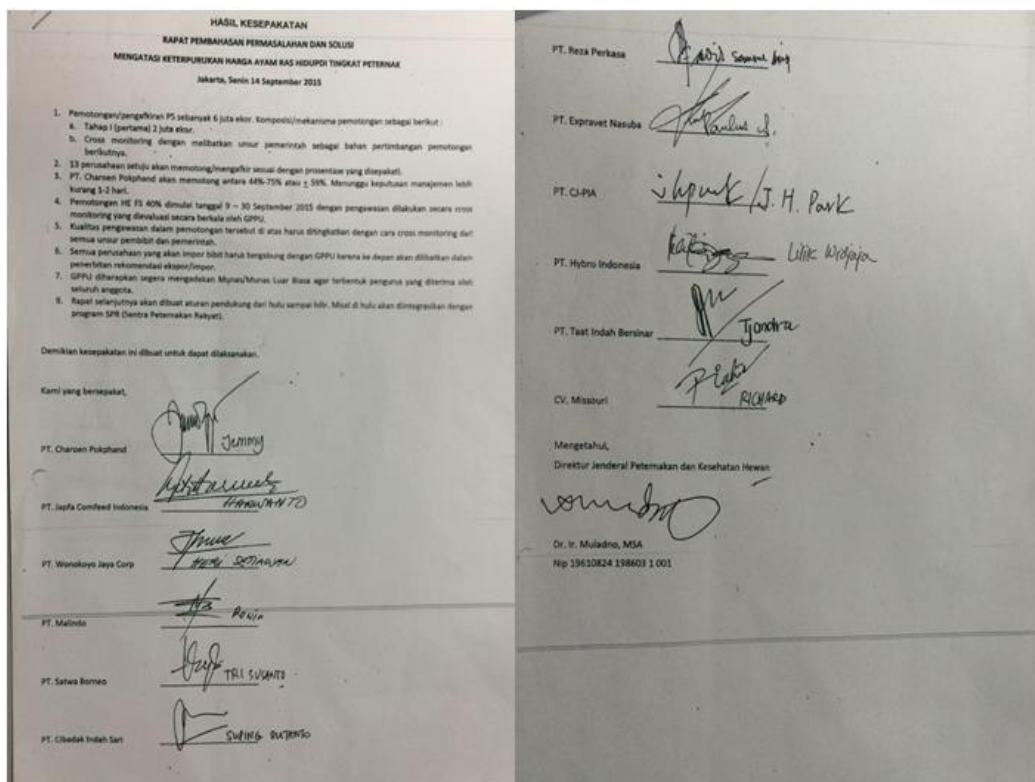 HASIL KESEPAKATAN
RAPAT PEMBAHASAN PERMASALAHAN DAN SOLUSI
MENGATASI KETERPURUKAN HARGA AYAM RAS HIDUPDI TINGKAT PETERNAK
Jakarta, Senin 14 September 2015
1. Pemotongan/pengafkiran PS sebanyak 6 juta ekor. Komposisi/mekanisme pemotongan sebagai berikut :
a. Tahap I (pertama) 2 juta ekor.
b. Cross monitoring dengan melibatkan unsur pemerintah sebagai bahan pertimbangan pemotongan
berikutnya.
2. 13 perusahaan setuju akan memotong/mengafkir sesuai dengan prosentase yang disepakati.
3. PT. Charoen Pokphand akan memotong antara 44%-75% atau ± 59%. Menunggu keputusan manajemen lebih
kurang 1-2 hari.
4. Pemotongan HE FS 40% dimulai tanggal 9 – 30 September 2015 dengan pengawasan dilakukan secara cross
monitoring yang dievaluasi secara berkala oleh GPPU.
5. Kualitas pengawasan dalam pemotongan tersebut di atas harus ditingkatkan dengan cara cross monitoring dari
semua unsur pembibit dan pemerintah.
6. Semua perusahaan yang akan impor bibit harus bergabung dengan GPPU karena ke depan akan dilibatkan dalam
penerbitan rekomendasi ekspor/impor.
7. GPPU diharapkan segera mengadakan Mynas/Munas Luar Biasa agar terbentuk pengurus yang diterima oleh
seluruh anggota.
8. Rapat selanjutnya akan dibuat aturan pendukung dari hulu sampai hilir. Misal di hulu akan diintegrasikan dengan
program SPR (Sentra Peternakan Rakyat).
Demikian kesepakatan ini dibuat untuk dapat dilaksanakan.
Kami yang bersepakat,
Jemmy
PT. Charoen Pokphand
HARWANTO
PT. Japfa Comfeed Indonesia
HERI SETIAWAN
PT. Wonokoyo Jaya Corp
PT. Malindo
TRI SUSANTO
PT. Satwa Borneo
PT. Cibadak Indah Sari
PT. Reza Perkasa
PT. Expravet Nasuba
Paulus
PT. CJ-PIA
J. H. Park
PT. Hybro Indonesia
Lilik Widjaja
PT. Taat Indah Bersinar
Tjondra
CV. Missouri
RICHARD
Mengetahui,
Direktur Jenderal Peternakan dan Kesehatan Hewan
Dr. Ir. Muladno, MSA
Nip 19610824 198603 1 001